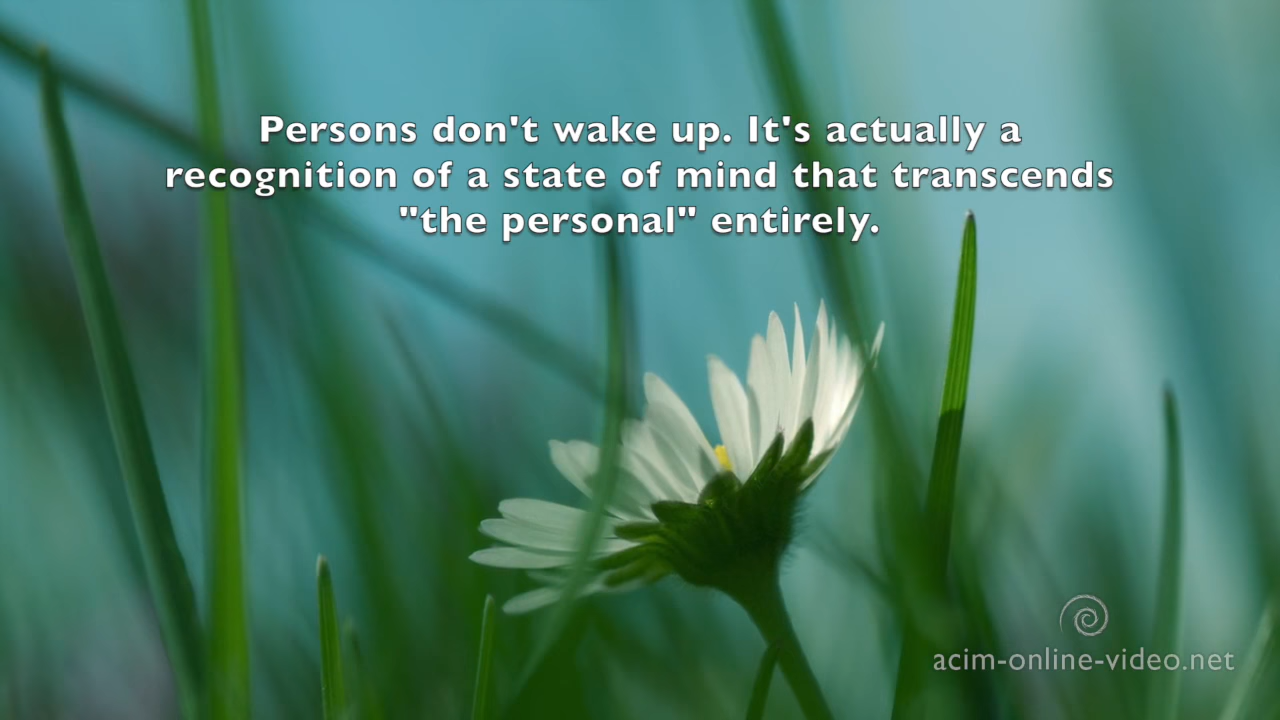 Persons don't wake up. It's actually a
recognition of a state of mind that transcends
"the personal" entirely.
acim-online-video.net